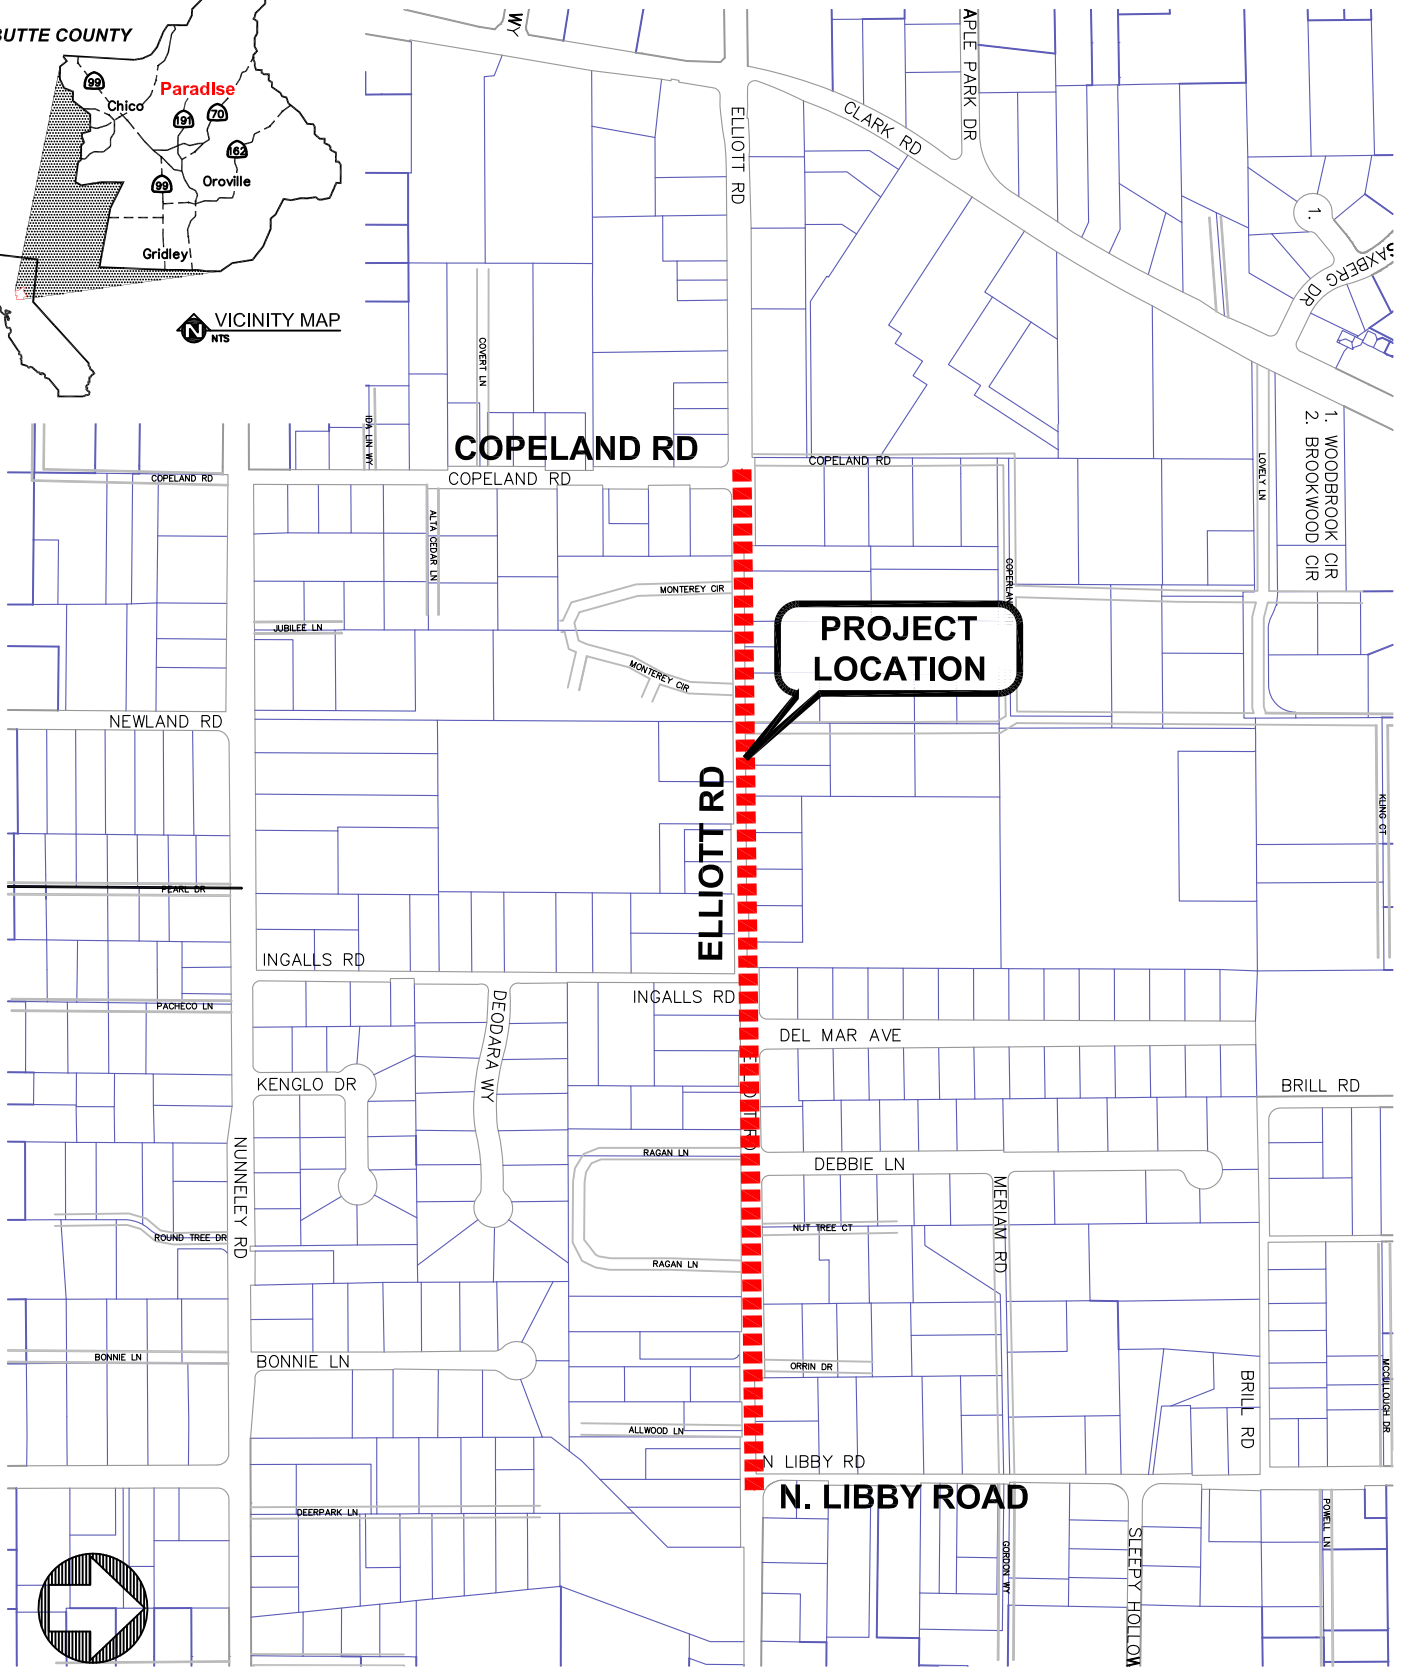 BUTTE COUNTY
99
Chico
Paradise
191
70
162
99
Oroville
Gridley
N
VICINITY MAP
NTS
WY
APLE PARK DR
ELLIOTT RD
CLARK RD
1.
SAXBERG DR
COVERT LN
IDA LIN WY
COPELAND RD
COPELAND RD
COPELAND RD
COPELAND RD
LOVELY LN
1. WOODBROOK CIR
2. BROOKWOOD CIR
ALTA CEDAR LN
MONTEREY CIR
COPERLAN
JUBILEE LN
MONTEREY CIR
PROJECT
LOCATION
NEWLAND RD
ELLIOTT RD
KLING CT
PEARL DR
INGALLS RD
INGALLS RD
PACHECO LN
DEODARA WY
DEL MAR AVE
KENGLO DR
BRILL RD
NUNNELEY RD
RAGAN LN
DEBBIE LN
MERIAM RD
NUT TREE CT
ROUND TREE DR
RAGAN LN
BONNIE LN
BONNIE LN
ORRIN DR
BRILL RD
MCCULLOUGH DR
ALLWOOD LN
N LIBBY RD
N. LIBBY ROAD
DEERPARK LN
GORDON WY
SLEEPY HOLLOW
POWELL LN